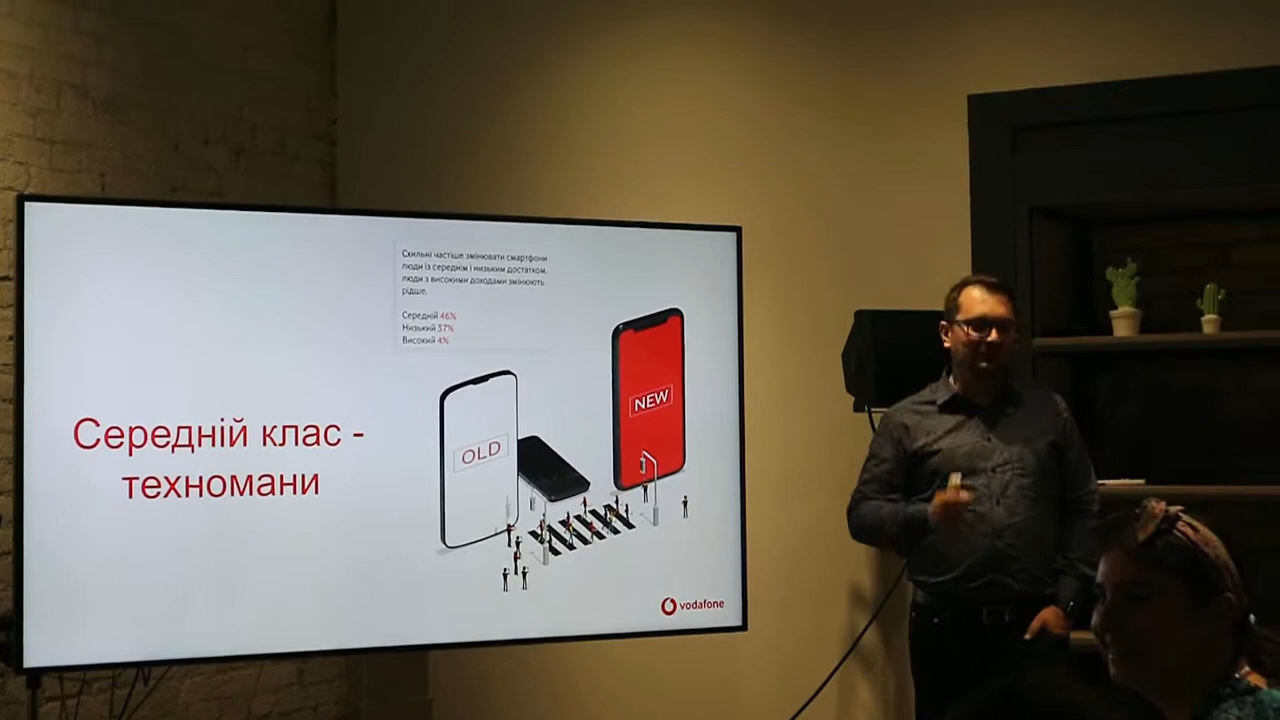 Схильні частіше змінювати смартфони
люди із середнім і низьким достатком,
люди з високими доходами змінюють
рідше.
Середній 46%
Низький 37%
Високий 4%
Середній клас -
техномани
OLD
NEW
vodafone